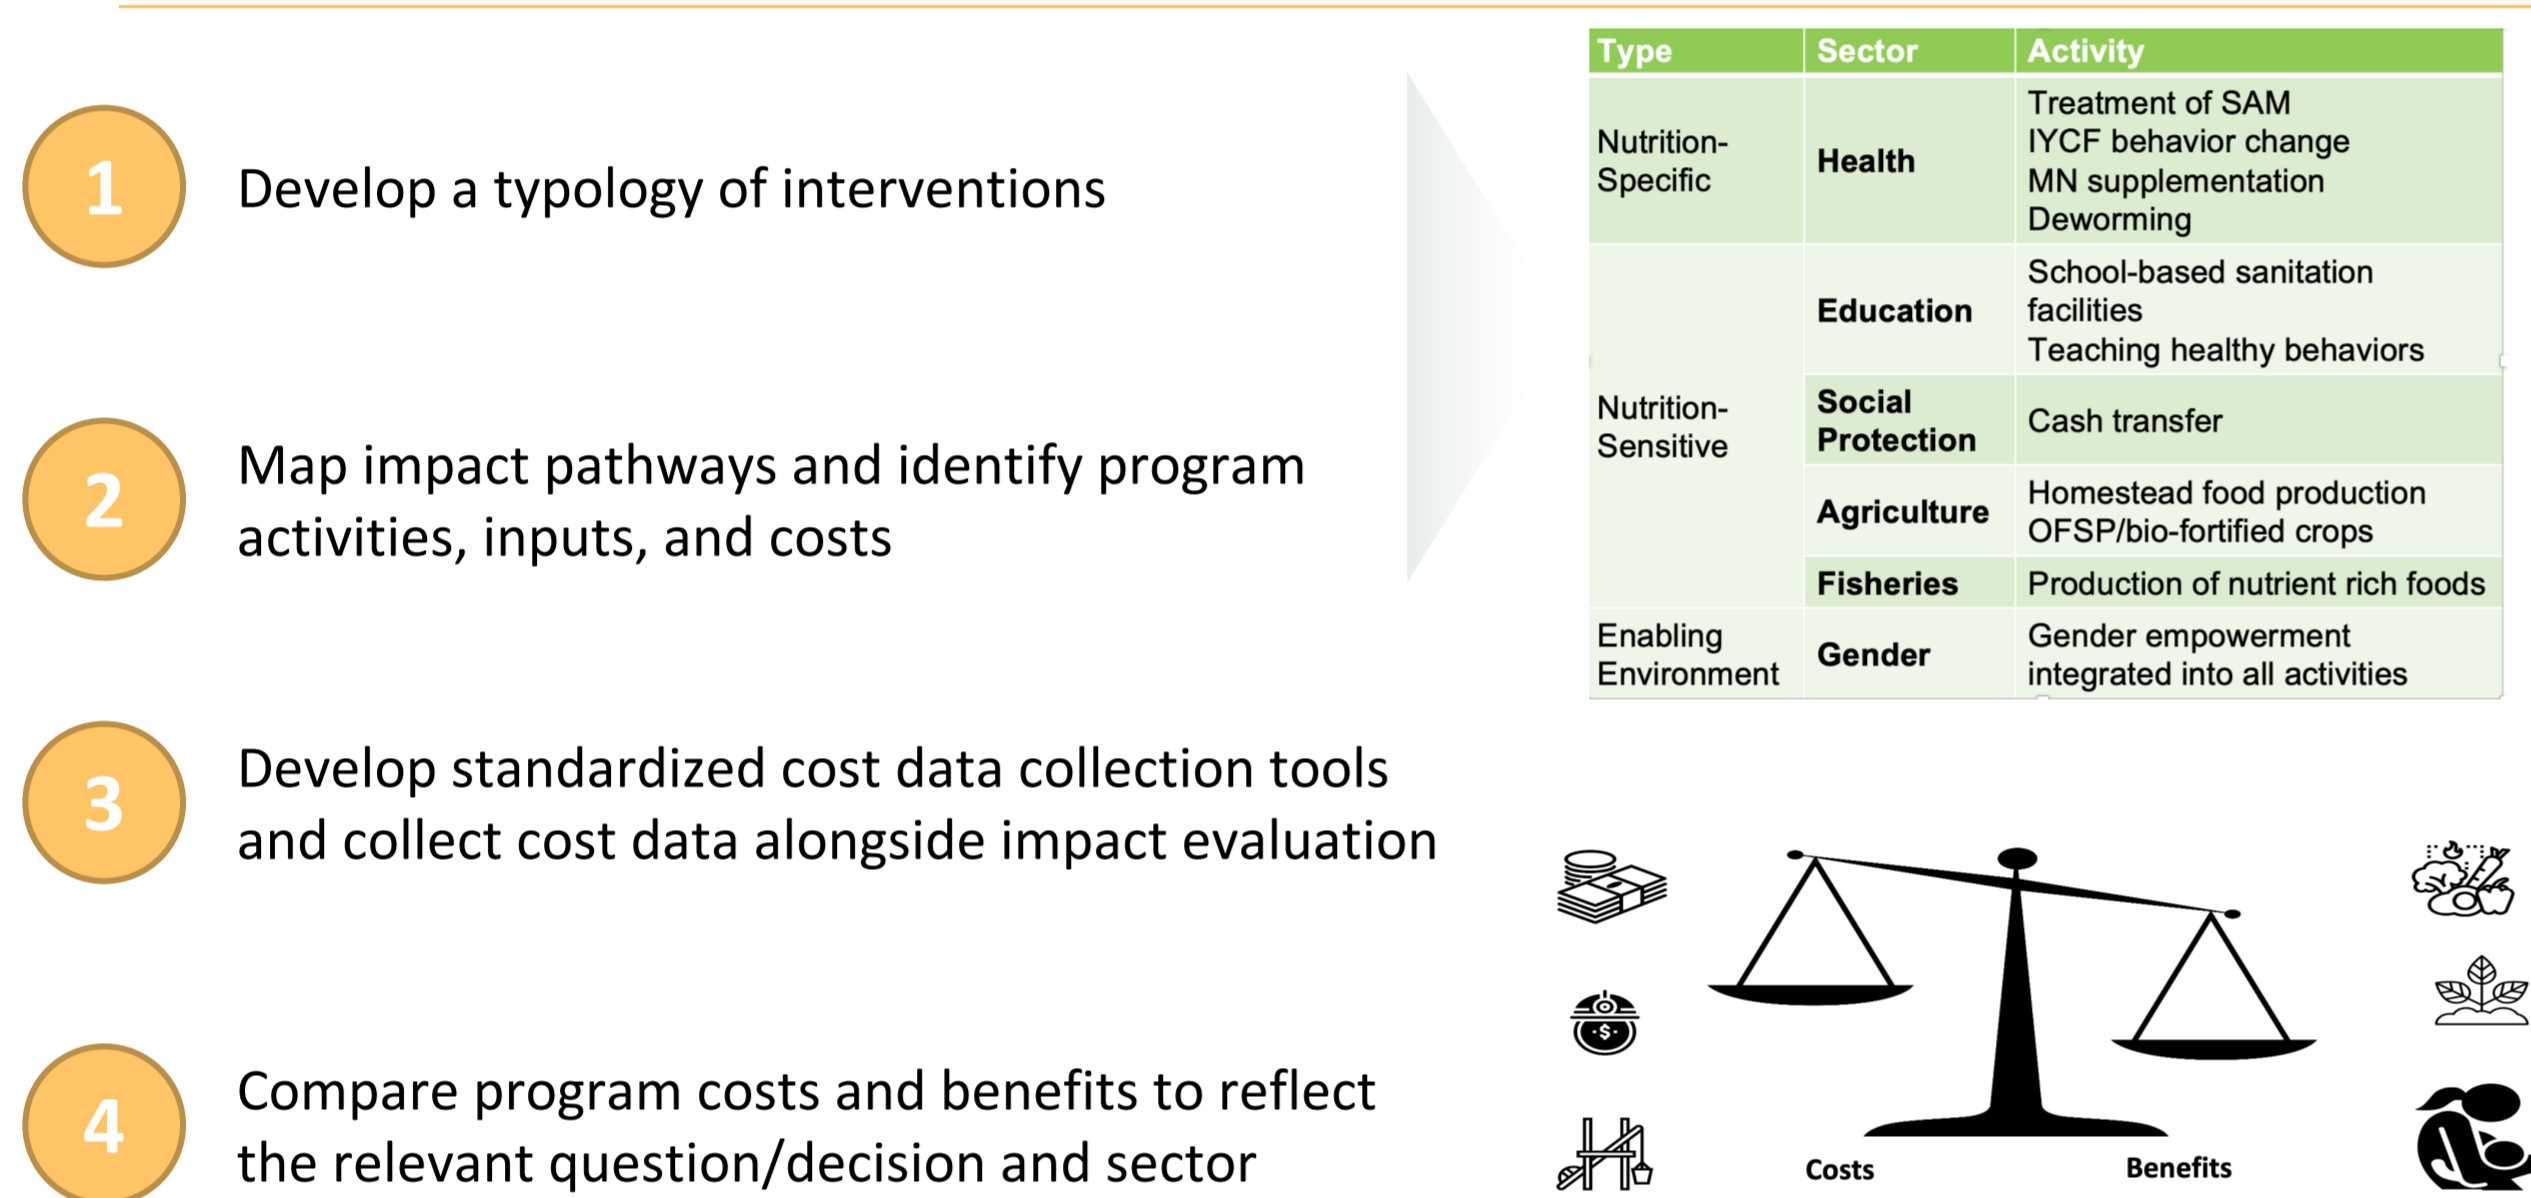 1
Develop a typology of interventions
2
Map impact pathways and identify program
activities, inputs, and costs
3
Develop standardized cost data collection tools
and collect cost data alongside impact evaluation
4
Compare program costs and benefits to reflect
the relevant question/decision and sector
Type Sector Activity
Nutrition-
Specific
Health
Treatment of SAM
IYCF behavior change
MN supplementation
Deworming
Nutrition-
Sensitive
Education
School-based sanitation
facilities
Teaching healthy behaviors
Social
Protection
Cash transfer
Agriculture
Homestead food production
OFSP/bio-fortified crops
Fisheries
Production of nutrient rich foods
Enabling
Environment
Gender
Gender empowerment
integrated into all activities
$
Costs
Benefits